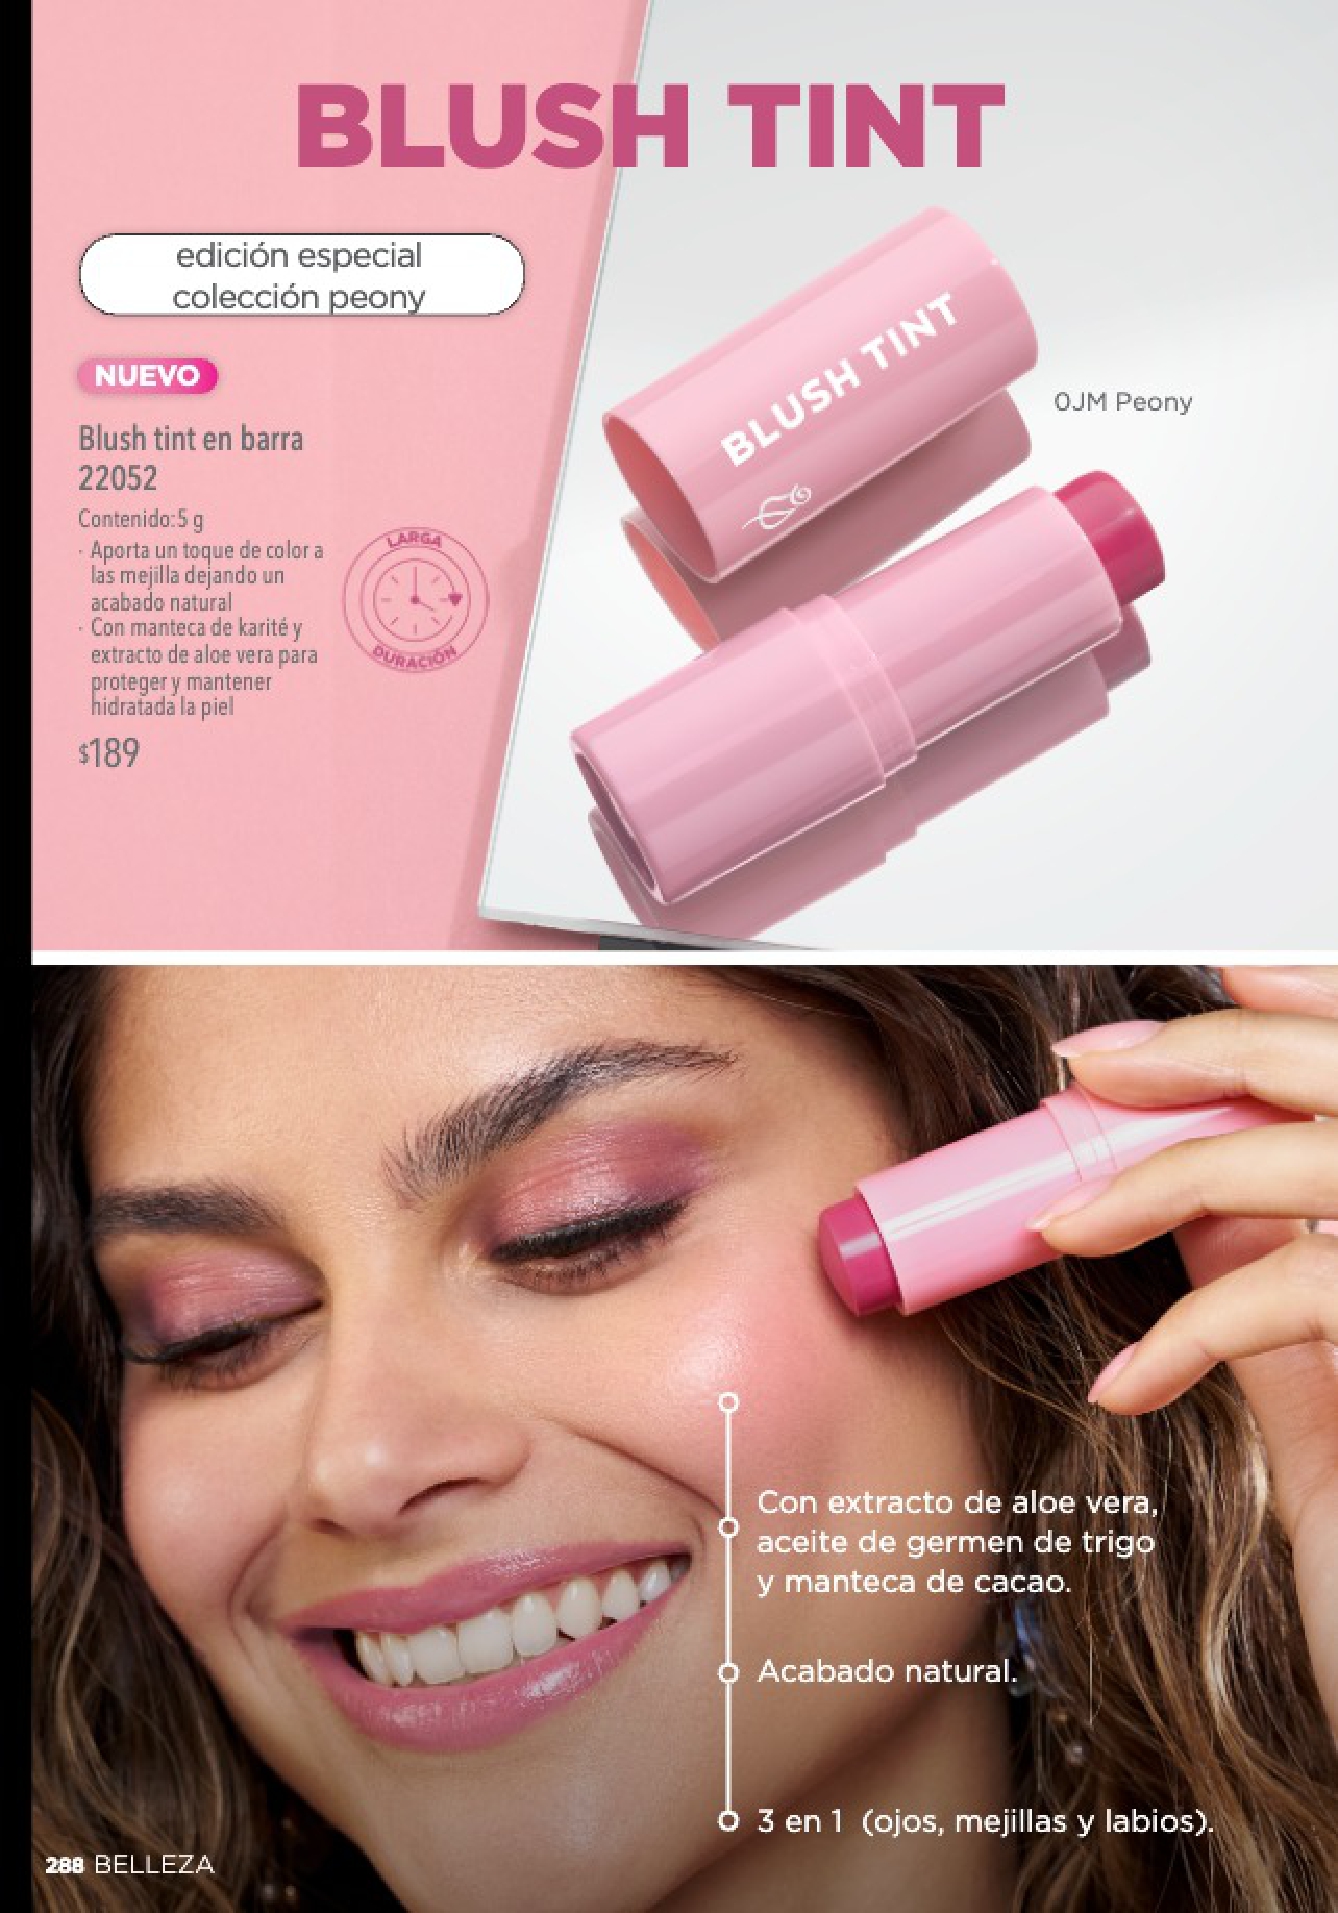 BLUSH TINT
edición especial
colección peony
NUEVO
Blush tint en barra
22052
Contenido:5 g
· Aporta un toque de color a
las mejilla dejando un
acabado natural
· Con manteca de karité y
extracto de aloe vera para
proteger y mantener
hidratada la piel
$189
LARGA
DURACIÓN
BLUSH TINT
0JM Peony
Con extracto de aloe vera,
aceite de germen de trigo
y manteca de cacao.
Acabado natural.
3 en 1 (ojos, mejillas y labios).
288 BELLEZA